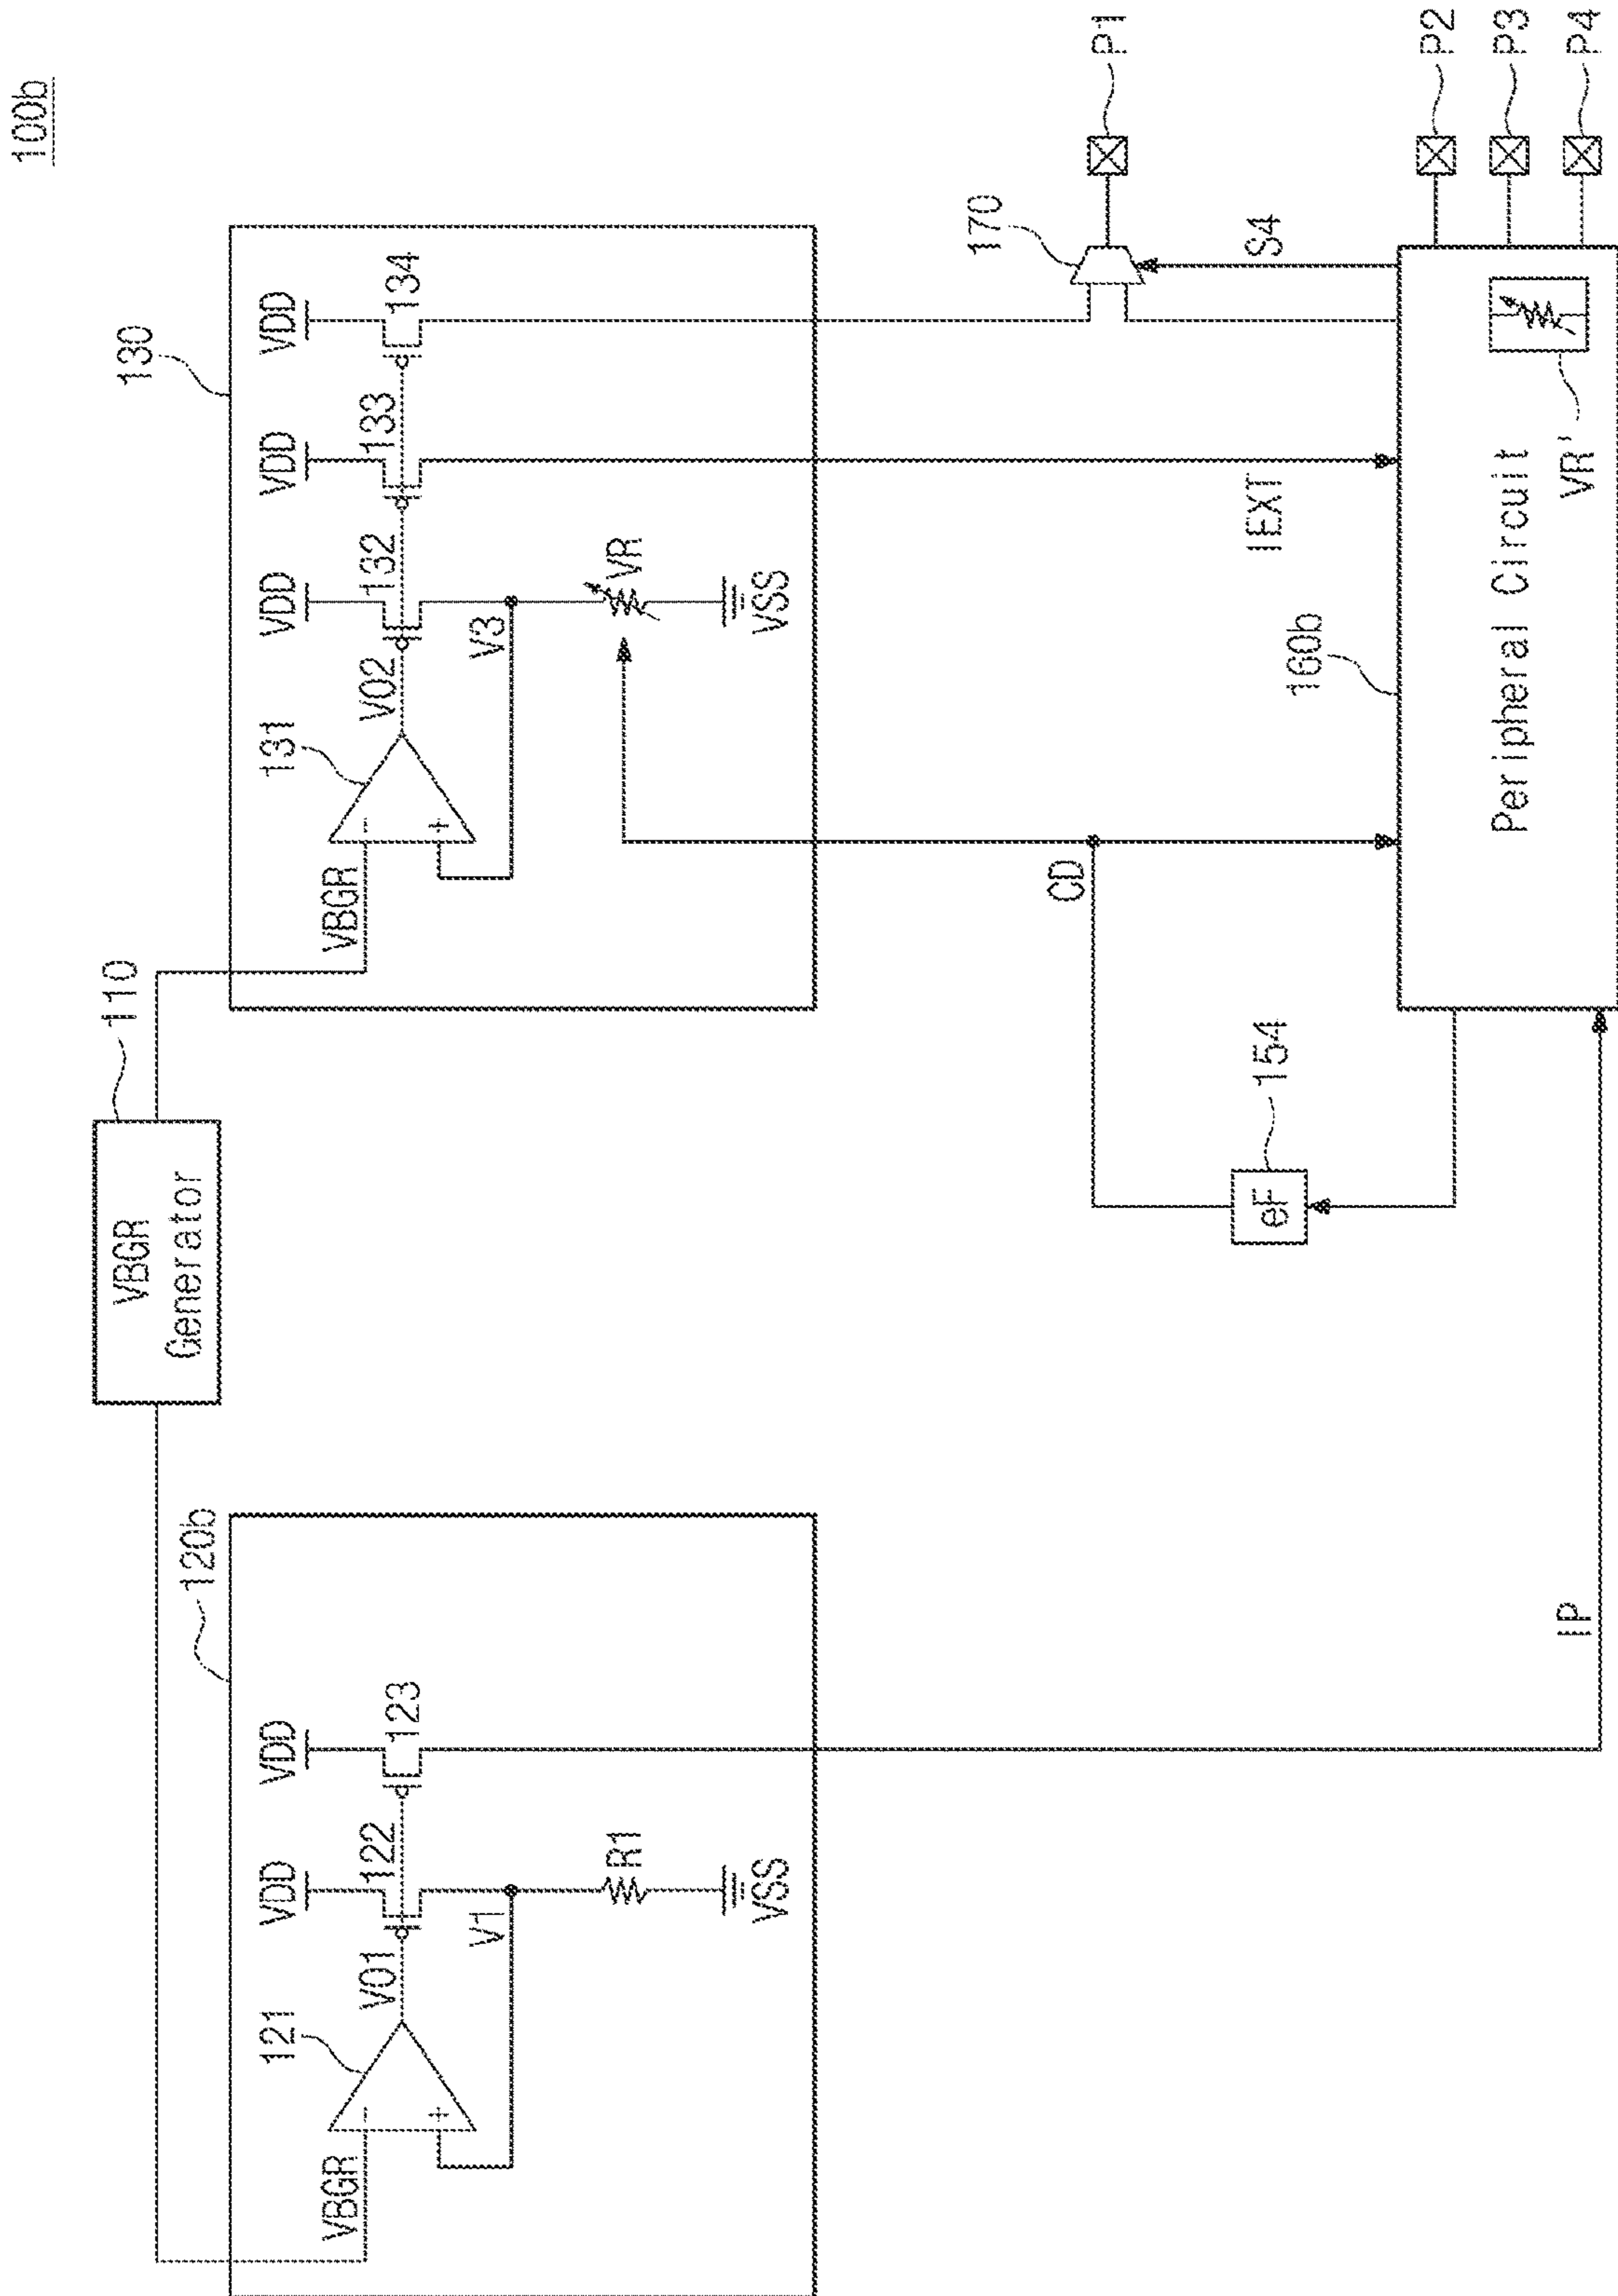 100b
VBGR
Generator
110
120b
VDD
VDD
121
V01
122
123
VBGR
V1
R1
VSS
130
VDD
VDD
VDD
131
V02
132
133
134
VBGR
V3
VR
VSS
CD
IEXT
170
P1
S4
eF
154
160b
Peripheral Circuit
VR'
P2
P3
P4
IP